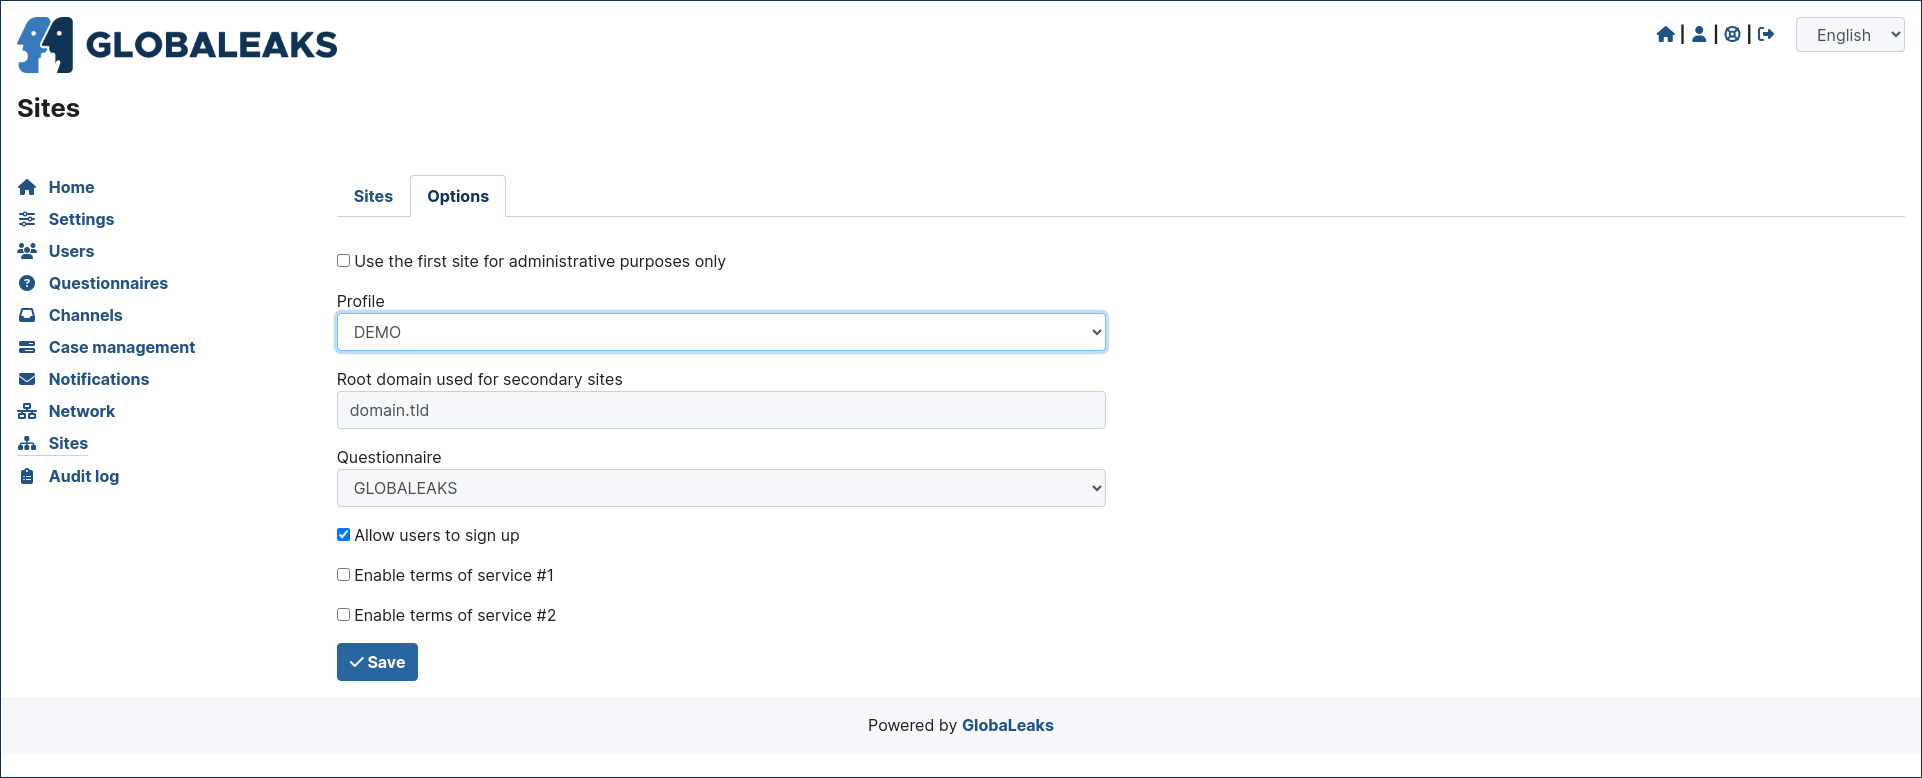 GLOBALEAKS
English
Sites
Home
Settings
Users
Questionnaires
Channels
Case management
Notifications
Network
Sites
Audit log
Sites Options
Use the first site for administrative purposes only
Profile
DEMO
Root domain used for secondary sites
domain.tld
Questionnaire
GLOBALEAKS
Allow users to sign up
Enable terms of service #1
Enable terms of service #2
Save
Powered by GlobaLeaks